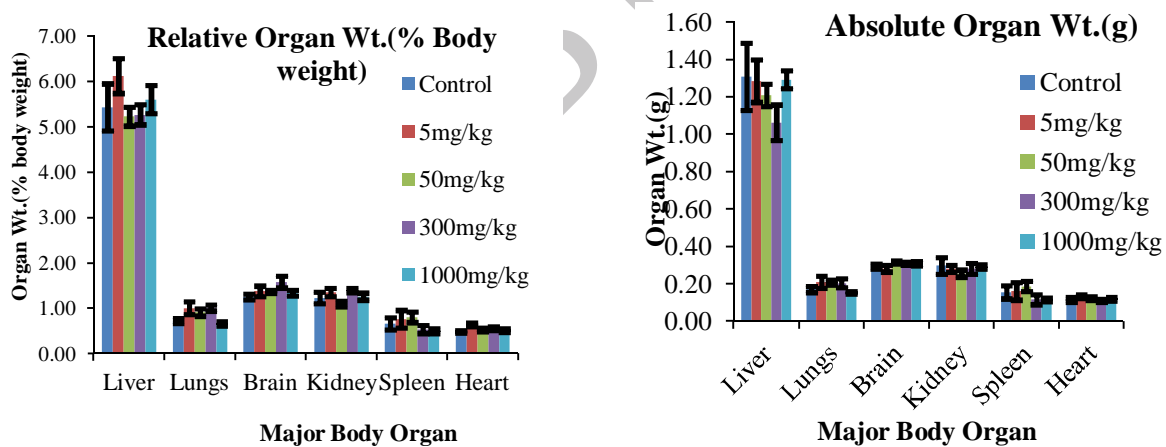 Relative Organ Wt.(% Body
weight)
Organ Wt.(% body weight)
7.00
6.00
5.00
4.00
3.00
2.00
1.00
0.00
Control
5mg/kg
50mg/kg
300mg/kg
1000mg/kg
Liver Lungs Brain Kidney Spleen Heart
Major Body Organ
Absolute Organ Wt.(g)
Organ Wt.(g)
1.60
1.40
1.20
1.00
0.80
0.60
0.40
0.20
0.00
Control
5mg/kg
50mg/kg
300mg/kg
1000mg/kg
Liver Lungs Brain Kidney Spleen Heart
Major Body Organ